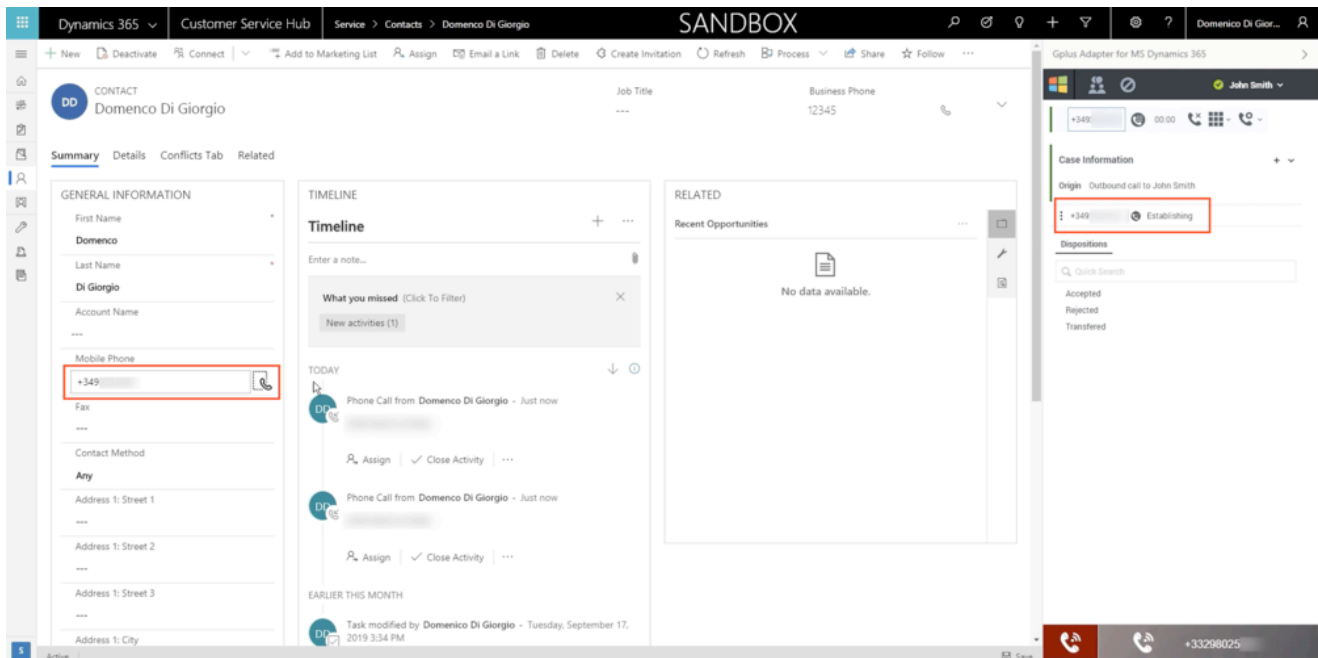 Dynamics 365
Customer Service Hub
Service > Contacts > Domenco Di Giorgio
SANDBOX
Domenico Di Gior...
+ New
Deactivate
Connect
Add to Marketing List
Assign
Email a Link
Delete
Create Invitation
Refresh
Process
Share
Follow
...
DD
CONTACT
Domenco Di Giorgio
Job Title
---
Business Phone
12345
Summary
Details
Conflicts Tab
Related
GENERAL INFORMATION
First Name
*
Domenco
Last Name
*
Di Giorgio
Account Name
---
Mobile Phone
+349
Fax
---
Contact Method
Any
Address 1: Street 1
---
Address 1: Street 2
---
Address 1: Street 3
---
Address 1: City
TIMELINE
Timeline
Enter a note...
What you missed (Click To Filter)
New activities (1)
TODAY
DD
Phone Call from Domenco Di Giorgio - Just now
Assign
Close Activity
...
DD
Phone Call from Domenco Di Giorgio - Just now
Assign
Close Activity
...
EARLIER THIS MONTH
DD
Task modified by Domenico Di Giorgio - Tuesday, September 17,
2019 3:34 PM
RELATED
Recent Opportunities
...
No data available.
Gplus Adapter for MS Dynamics 365
John Smith
+349
00:00
Case Information
Origin Outbound call to John Smith
+349
Establishing
Dispositions
Quick Search
Accepted
Rejected
Transfered
S
Active
Save
+33298025